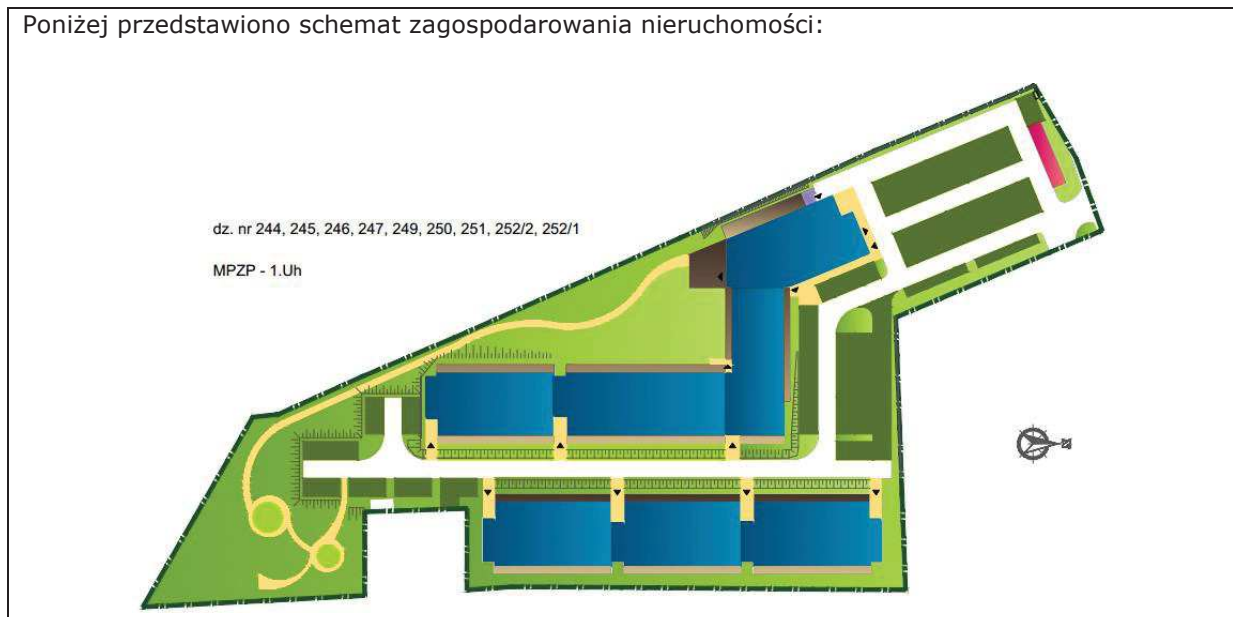 Poniżej przedstawiono schemat zagospodarowania nieruchomości:
dz. nr 244, 245, 246, 247, 249, 250, 251, 252/2, 252/1
MPZP - 1.Uh